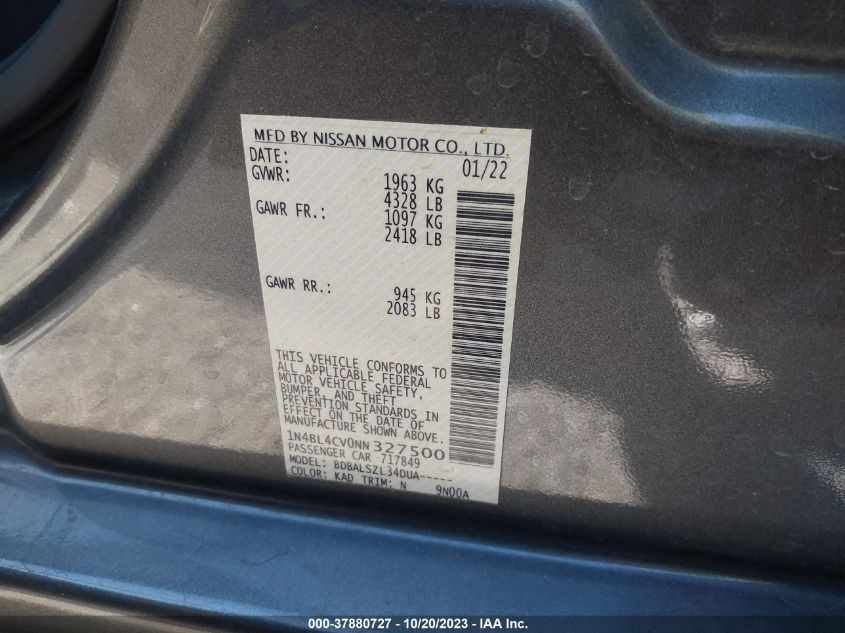 MFD BY NISSAN MOTOR CO., LTD.
DATE: 01/22
GVWR: 1963 KG
4328 LB
GAWR FR.: 1097 KG
2418 LB
GAWR RR.: 945 KG
2083 LB
THIS VEHICLE CONFORMS TO
ALL APPLICABLE FEDERAL
MOTOR VEHICLE SAFETY,
BUMPER, AND THEFT
PREVENTION STANDARDS IN
EFFECT ON THE DATE OF
MANUFACTURE SHOWN ABOVE.
1N4BL4CV0NN327500
PASSENGER CAR 717849
MODEL: BDBALSZL34DUA-----
COLOR: KAD TRIM: N 9N00A
000-37880727 - 10/20/2023 - IAA Inc.